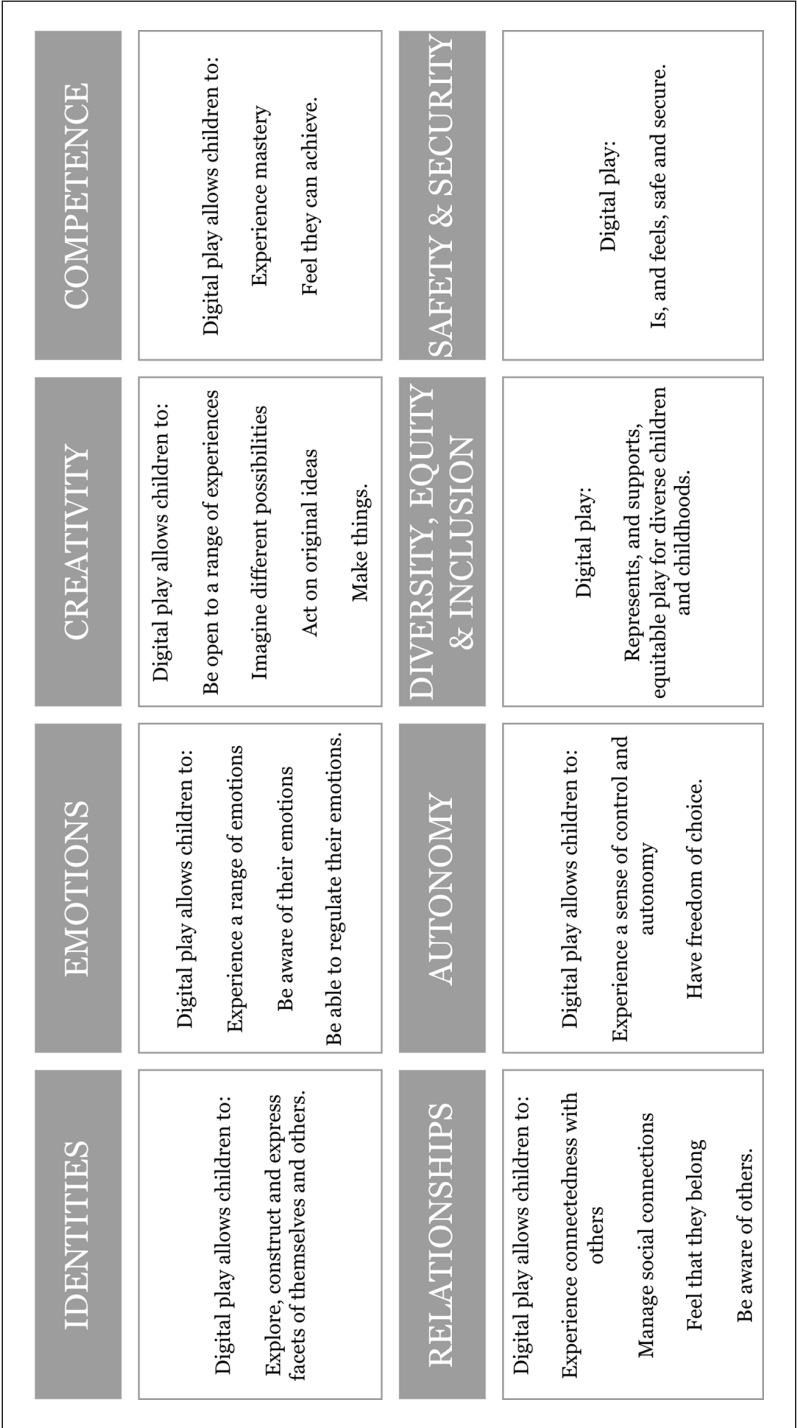 IDENTITIES
Digital play allows children to:
Explore, construct and express
facets of themselves and others.
EMOTIONS
Digital play allows children to:
Experience a range of emotions
Be aware of their emotions
Be able to regulate their emotions.
CREATIVITY
Digital play allows children to:
Be open to a range of experiences
Imagine different possibilities
Act on original ideas
Make things.
COMPETENCE
Digital play allows children to:
Experience mastery
Feel they can achieve.
RELATIONSHIPS
Digital play allows children to:
Experience connectedness with
others
Manage social connections
Feel that they belong
Be aware of others.
AUTONOMY
Digital play allows children to:
Experience a sense of control and
autonomy
Have freedom of choice.
DIVERSITY, EQUITY
& INCLUSION
Digital play:
Represents, and supports,
equitable play for diverse children
and childhoods.
SAFETY & SECURITY
Digital play:
Is, and feels, safe and secure.